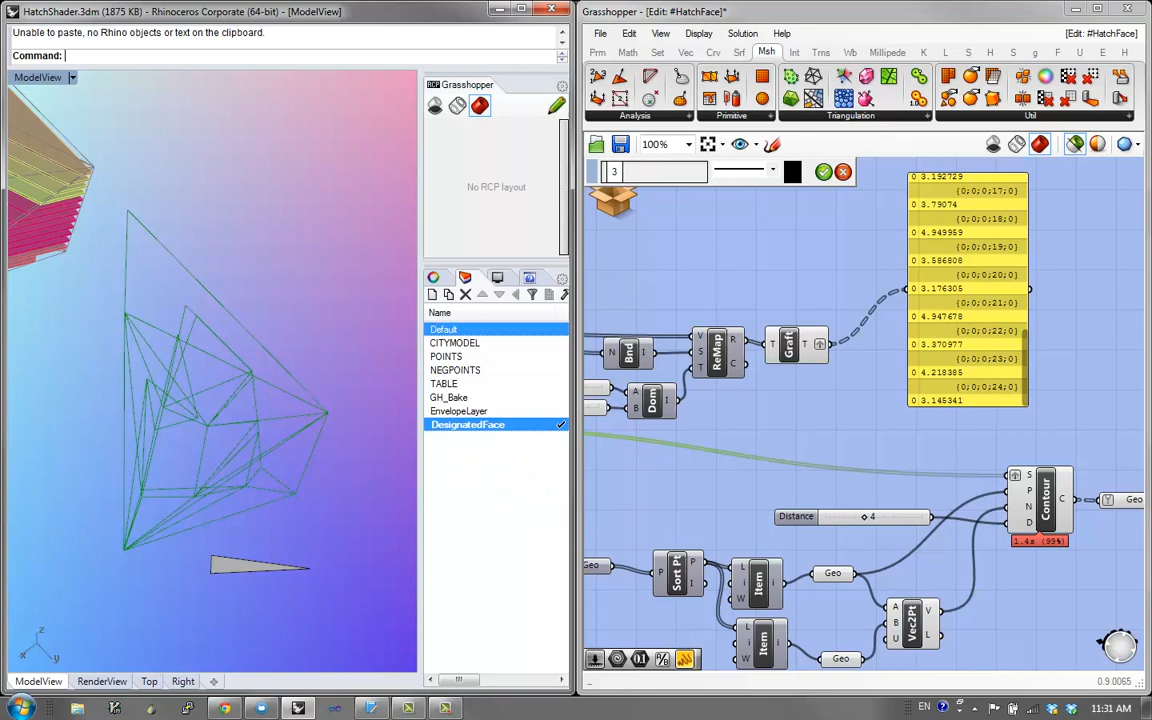 HatchShader.3dm (1875 KB) - Rhinoceros Corporate (64-bit) - [ModelView]
Unable to paste, no Rhino objects or text on the clipboard.
Command:
ModelView
Grasshopper
No RCP layout
Name
Default
CITYMODEL
POINTS
NEGPOINTS
TABLE
GH_Bake
EnvelopeLayer
DesignatedFace
z
x
y
ModelView
RenderView
Top
Right
Grasshopper - [Edit: #HatchFace]*
File
Edit
View
Display
Solution
Help
[Edit: #HatchFace]
Prm
Math
Set
Vec
Crv
Srf
Msh
Int
Trns
Wb
Millipede
K
L
S
H
S
g
F
U
E
H
Analysis
Primitive
Triangulation
Util
100%
3
0 3.192729
{0;0;0;17;0}
0 3.79074
{0;0;0;18;0}
0 4.949959
{0;0;0;19;0}
0 3.586808
{0;0;0;20;0}
0 3.176305
{0;0;0;21;0}
0 4.947678
{0;0;0;22;0}
0 3.370977
{0;0;0;23;0}
0 4.218385
{0;0;0;24;0}
0 3.145341
N
Bnd
I
V
S
T
ReMap
R
C
T
Graft
T
A
B
Dom
I
S
P
N
D
Contour
C
Geo
1.4s (99%)
Distance
4
Geo
P
Sort Pt
P
I
L
i
W
Item
i
Geo
A
B
U
Vec2Pt
V
L
L
i
W
Item
i
Geo
0.9.0065
EN
11:31 AM